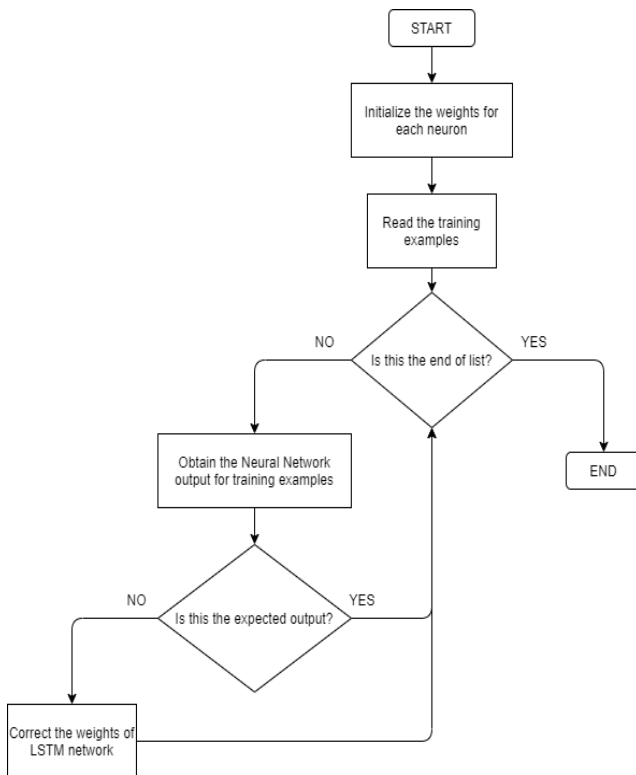 START
Initialize the weights for
each neuron
Read the training
examples
NO
YES
Is this the end of list?
Obtain the Neural Network
output for training examples
END
NO
YES
Is this the expected output?
Correct the weights of
LSTM network